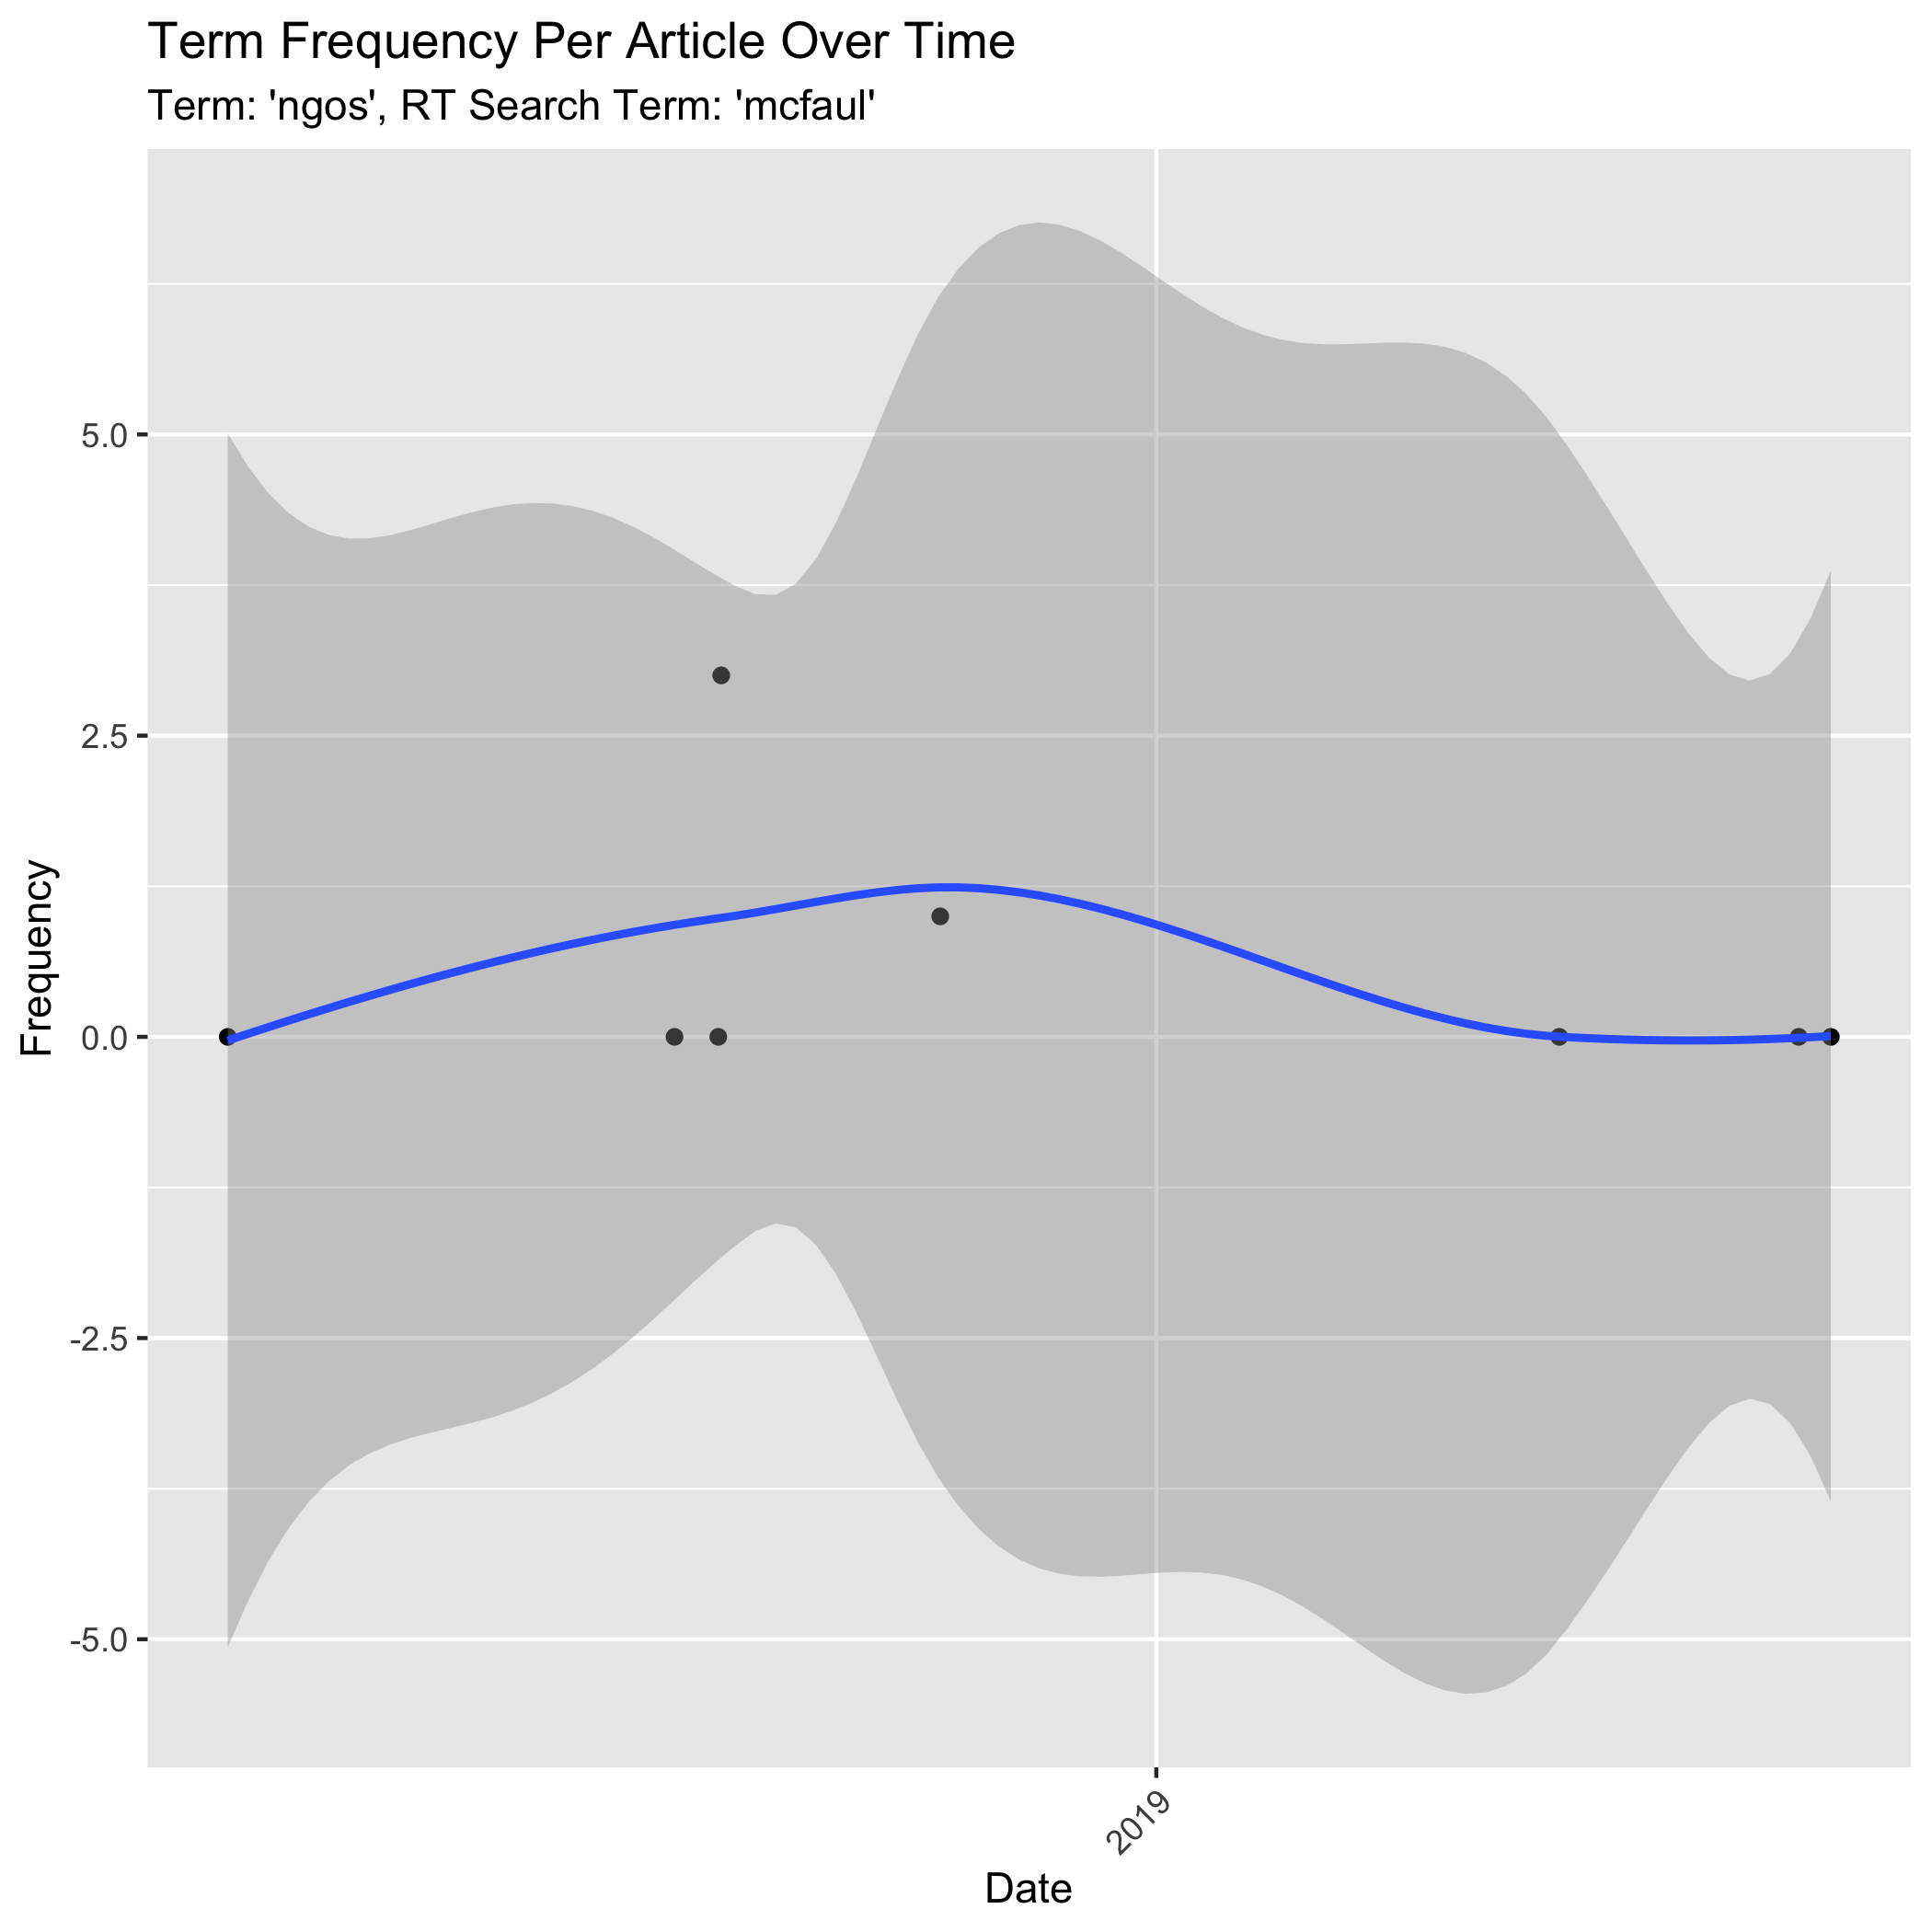 Term Frequency Per Article Over Time
Term: 'ngos', RT Search Term: 'mcfaul'
Frequency
5.0
2.5
0.0
-2.5
-5.0
2019
Date